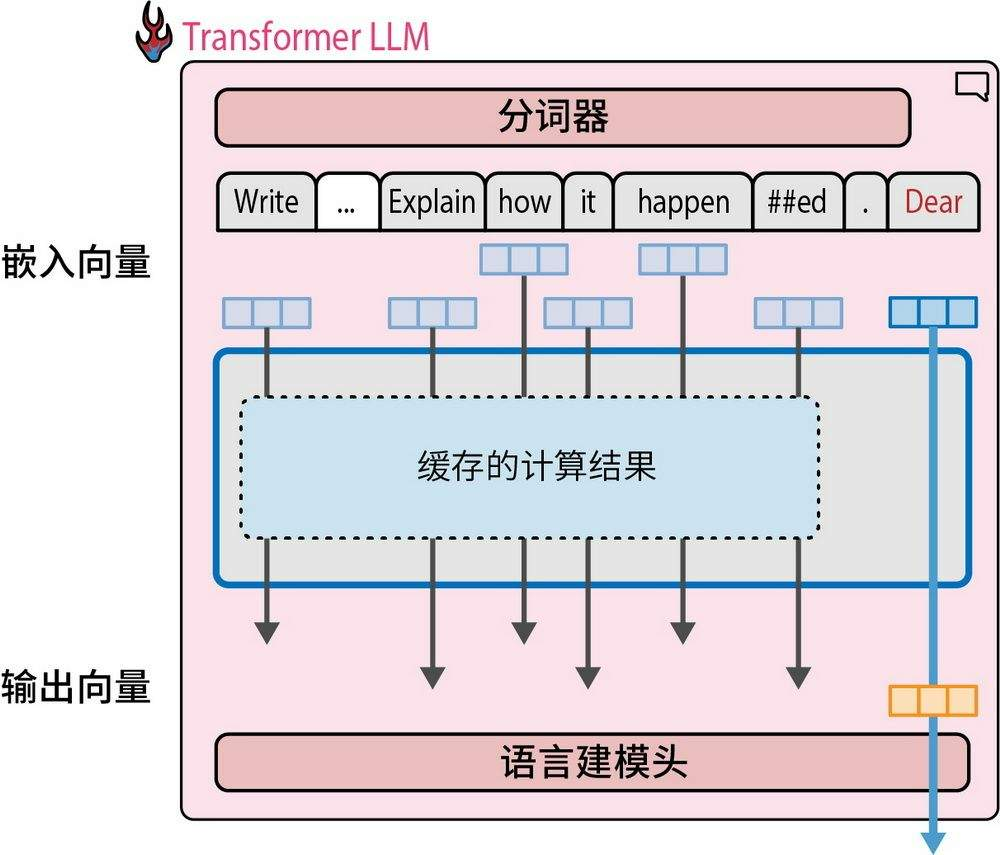 Transformer LLM
分词器
Write ... Explain how it happen ##ed . Dear
嵌入向量
缓存的计算结果
输出向量
语言建模头